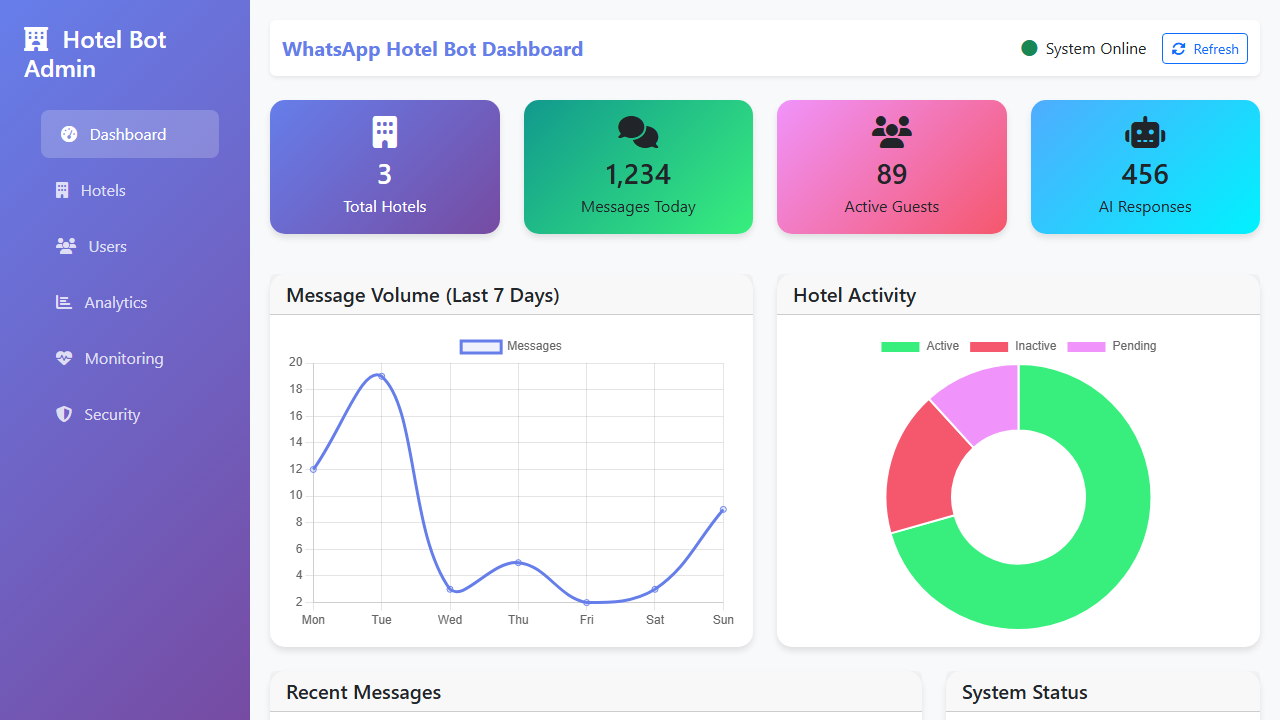 Hotel Bot
Admin
Dashboard
Hotels
Users
Analytics
Monitoring
Security
WhatsApp Hotel Bot Dashboard
System Online
Refresh
3
Total Hotels
1,234
Messages Today
89
Active Guests
456
AI Responses
Message Volume (Last 7 Days)
Messages
20
18
16
14
12
10
8
6
4
2
Mon Tue Wed Thu Fri Sat Sun
Hotel Activity
Active Inactive Pending
Recent Messages
System Status